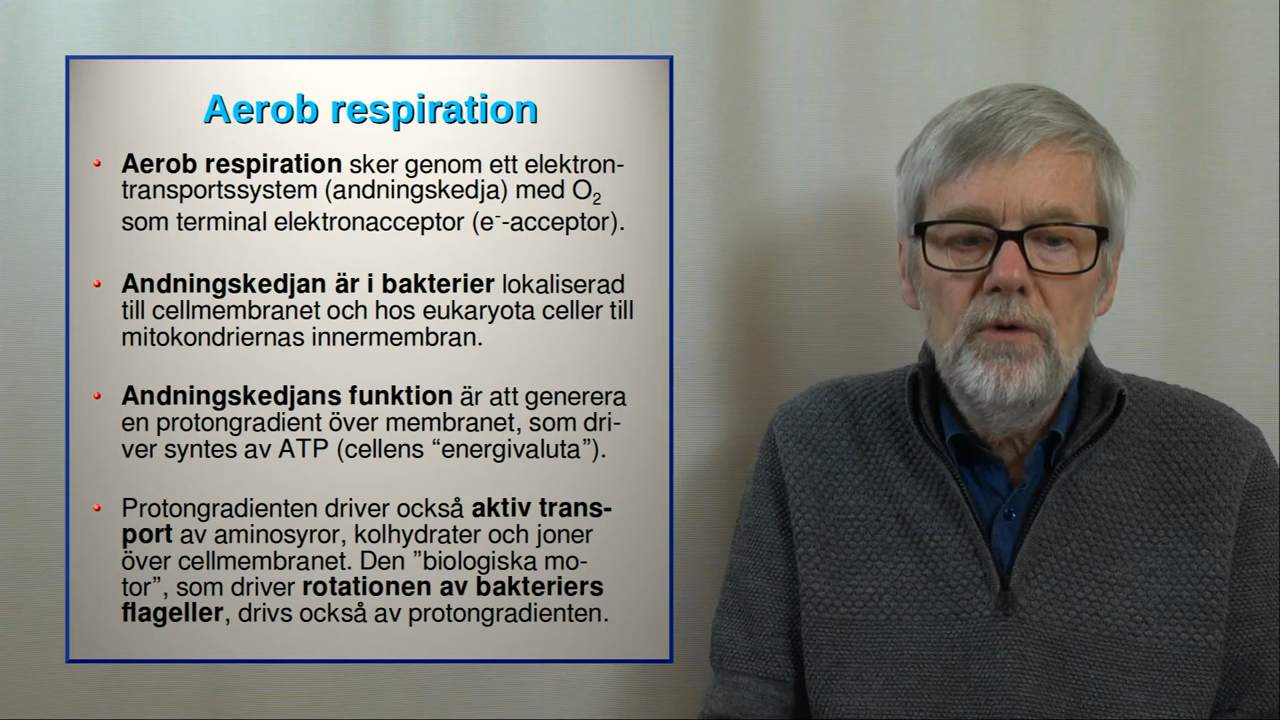 Aerob respiration
• Aerob respiration sker genom ett elektron-
transportssystem (andningskedja) med O₂
som terminal elektronacceptor (e⁻-acceptor).
• Andningskedjan är i bakterier lokaliserad
till cellmembranet och hos eukaryota celler till
mitokondriernas innermembran.
• Andningskedjans funktion är att generera
en protongradient över membranet, som dri-
ver syntes av ATP (cellens “energivaluta”).
• Protongradienten driver också aktiv trans-
port av aminosyror, kolhydrater och joner
över cellmembranet. Den ”biologiska mo-
tor”, som driver rotationen av bakteriers
flageller, drivs också av protongradienten.